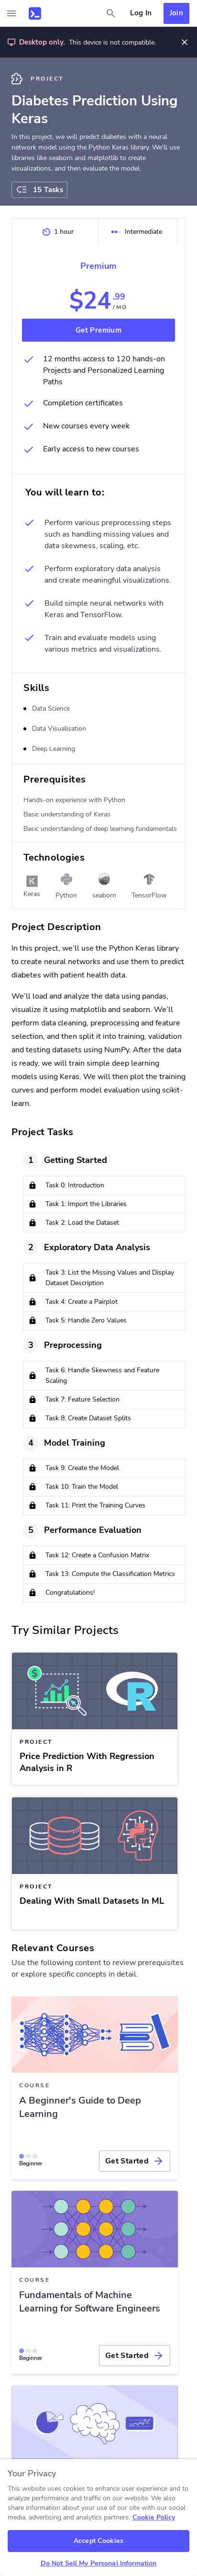 Log In
Join
Desktop only. This device is not compatible.
PROJECT
Diabetes Prediction Using
Keras
In this project, we will predict diabetes with a neural
network model using the Python Keras library. We'll use
libraries like seaborn and matplotlib to create
visualizations, and then evaluate the model.
15 Tasks
1 hour
Intermediate
Premium
$24 .99 /MO
Get Premium
12 months access to 120 hands-on
Projects and Personalized Learning
Paths
Completion certificates
New courses every week
Early access to new courses
You will learn to:
Perform various preprocessing steps
such as handling missing values and
data skewness, scaling, etc.
Perform exploratory data analysis
and create meaningful visualizations.
Build simple neural networks with
Keras and TensorFlow.
Train and evaluate models using
various metrics and visualizations.
Skills
Data Science
Data Visualisation
Deep Learning
Prerequisites
Hands-on experience with Python
Basic understanding of Keras
Basic understanding of deep learning fundamentals
Technologies
K
Keras
Python
seaborn
TensorFlow
Project Description
In this project, we'll use the Python Keras library
to create neural networks and use them to predict
diabetes with patient health data.
We'll load and analyze the data using pandas,
visualize it using matplotlib and seaborn. We'll
perform data cleaning, preprocessing and feature
selection, and then split it into training, validation
and testing datasets using NumPy. After the data
is ready, we will train simple deep learning
models using Keras. We will then plot the training
curves and perform model evaluation using scikit-
learn.
Project Tasks
1 Getting Started
Task 0: Introduction
Task 1: Import the Libraries
Task 2: Load the Dataset
2 Exploratory Data Analysis
Task 3: List the Missing Values and Display
Dataset Description
Task 4: Create a Pairplot
Task 5: Handle Zero Values
3 Preprocessing
Task 6: Handle Skewness and Feature
Scaling
Task 7: Feature Selection
Task 8: Create Dataset Splits
4 Model Training
Task 9: Create the Model
Task 10: Train the Model
Task 11: Print the Training Curves
5 Performance Evaluation
Task 12: Create a Confusion Matrix
Task 13: Compute the Classification Metrics
Congratulations!
Try Similar Projects
$
R
PROJECT
Price Prediction With Regression
Analysis in R
PROJECT
Dealing With Small Datasets In ML
Relevant Courses
Use the following content to review prerequisites
or explore specific concepts in detail.
COURSE
A Beginner's Guide to Deep
Learning
Beginner
Get Started
COURSE
Fundamentals of Machine
Learning for Software Engineers
Beginner
Get Started
Your Privacy
This website uses cookies to enhance user experience and to
analyze performance and traffic on our website. We also
share information about your use of our site with our social
media, advertising and analytics partners. Cookie Policy
Accept Cookies
Do Not Sell My Personal Information